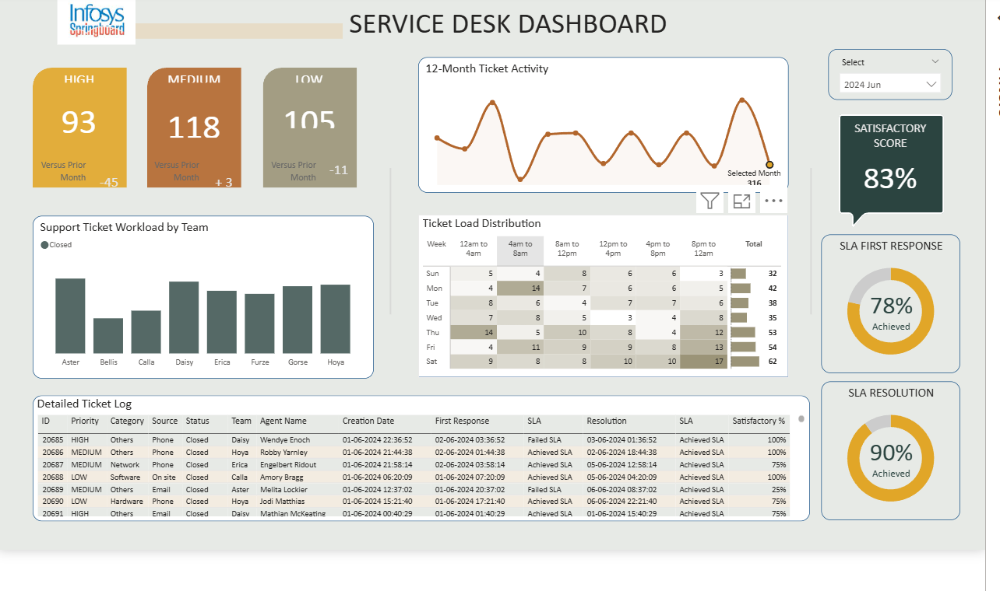 Infosys
Springboard
SERVICE DESK DASHBOARD
HIGH
93
Versus Prior
Month
-45
MEDIUM
118
Versus Prior
Month
+ 3
LOW
105
Versus Prior
Month
-11
12-Month Ticket Activity
Selected Month
316
Select
2024 Jun
SATISFACTORY
SCORE
83%
Support Ticket Workload by Team
Closed
Aster Bellis Calla Daisy Erica Furze Gorse Hoya
Ticket Load Distribution
Week 12am to 4am 4am to 8am 8am to 12pm 12pm to 4pm 4pm to 8pm 8pm to 12am Total
Sun 5 4 8 6 6 3 32
Mon 4 14 7 6 6 5 42
Tue 8 6 4 7 7 6 38
Wed 7 8 5 3 4 8 35
Thu 14 5 10 8 4 12 53
Fri 4 11 9 9 8 13 54
Sat 9 8 8 10 10 17 62
SLA FIRST RESPONSE
78%
Achieved
SLA RESOLUTION
90%
Achieved
Detailed Ticket Log
ID Priority Category Source Status Team Agent Name Creation Date First Response SLA Resolution SLA Satisfactory %
20685 HIGH Others Phone Closed Daisy Wendye Enoch 01-06-2024 22:36:52 02-06-2024 03:36:52 Failed SLA 03-06-2024 01:36:52 Achieved SLA 100%
20686 MEDIUM Others Phone Closed Hoya Robby Yarnley 01-06-2024 21:44:38 02-06-2024 01:44:38 Achieved SLA 02-06-2024 18:44:38 Achieved SLA 100%
20687 MEDIUM Network Phone Closed Erica Engelbert Ridout 01-06-2024 21:58:14 02-06-2024 03:58:14 Achieved SLA 05-06-2024 12:58:14 Achieved SLA 75%
20688 LOW Software On site Closed Calla Amory Bragg 01-06-2024 06:20:09 01-06-2024 07:20:09 Achieved SLA 05-06-2024 04:20:09 Achieved SLA 100%
20689 MEDIUM Others Email Closed Aster Melita Lockier 01-06-2024 12:37:02 01-06-2024 20:37:02 Failed SLA 06-06-2024 08:37:02 Achieved SLA 25%
20690 LOW Hardware Phone Closed Hoya Jodi Matthias 01-06-2024 15:21:40 01-06-2024 17:21:40 Achieved SLA 06-06-2024 22:21:40 Achieved SLA 75%
20691 HIGH Others Email Closed Daisy Mathian McKeating 01-06-2024 00:40:29 01-06-2024 01:40:29 Achieved SLA 01-06-2024 15:40:29 Achieved SLA 75%